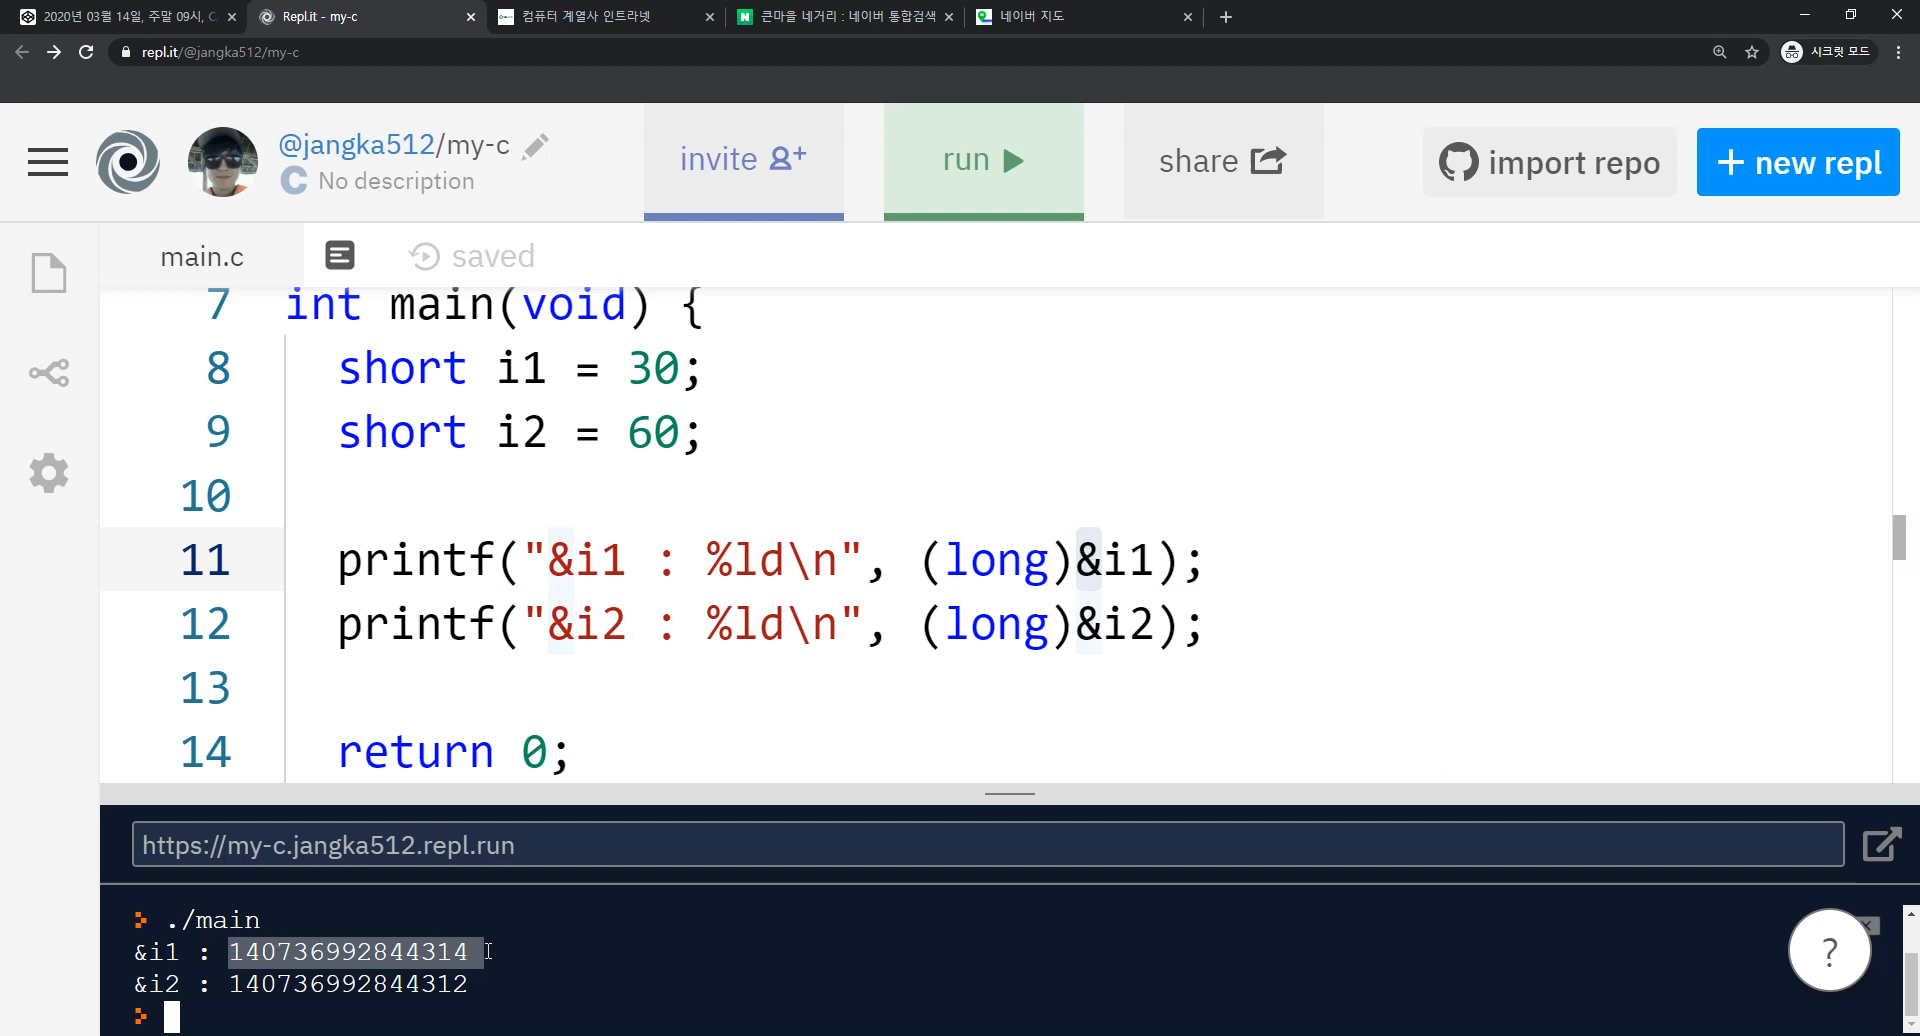 2020년 03월 14일, 주말 09시, C
Repl.it - my-c
컴퓨터 계열사 인트라넷
큰마을 네거리 : 네이버 통합검색
네이버 지도
repl.it/@jangka512/my-c
시크릿 모드
@jangka512/my-c
No description
invite
run
share
import repo
+ new repl
main.c
saved
7 int main(void) {
8 short i1 = 30;
9 short i2 = 60;
10
11 printf("&i1 : %ld\n", (long)&i1);
12 printf("&i2 : %ld\n", (long)&i2);
13
14 return 0;
https://my-c.jangka512.repl.run
./main
&i1 : 140736992844314
&i2 : 140736992844312
?